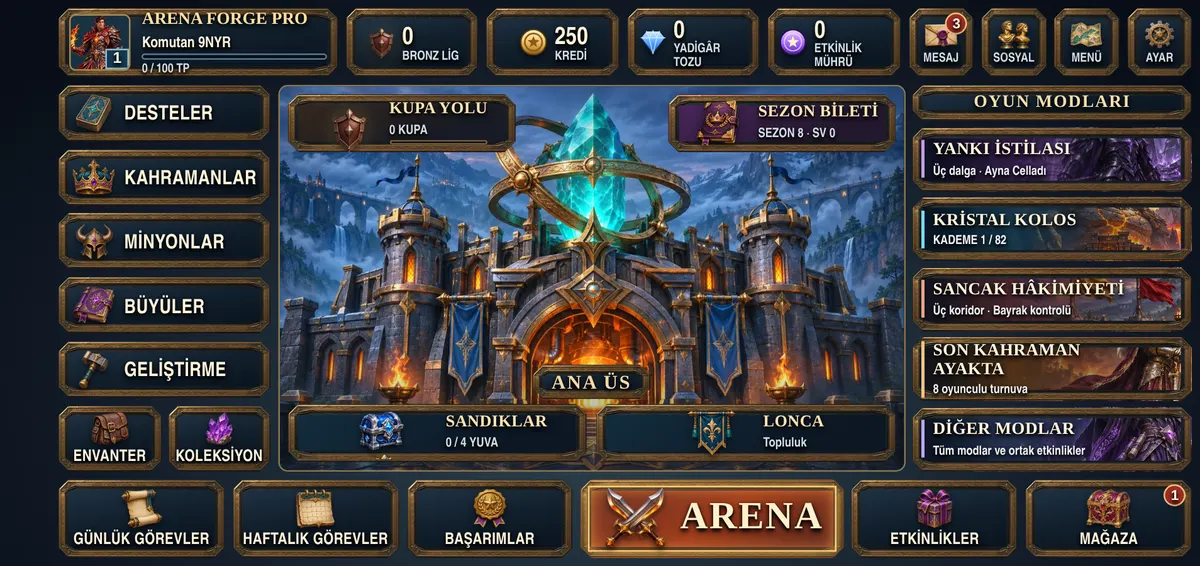 ARENA FORGE PRO
Komutan 9NYR
1
0 / 100 TP
0
BRONZ LİG
250
KREDİ
0
YADİGÂR
TOZU
0
ETKİNLİK
MÜHRÜ
3
MESAJ
SOSYAL
MENÜ
AYAR
DESTELER
KAHRAMANLAR
MİNYONLAR
BÜYÜLER
GELİŞTİRME
ENVANTER
KOLEKSİYON
KUPA YOLU
0 KUPA
SEZON BİLETİ
SEZON 8 · SV 0
ANA ÜS
SANDIKLAR
0 / 4 YUVA
LONCA
Topluluk
OYUN MODLARI
YANKI İSTİLASI
Üç dalga · Ayna Celladı
KRİSTAL KOLOS
KADEME 1 / 82
SANCAK HÂKİMİYETİ
Üç koridor · Bayrak kontrolü
SON KAHRAMAN
AYAKTA
8 oyunculu turnuva
DİĞER MODLAR
Tüm modlar ve ortak etkinlikler
GÜNLÜK GÖREVLER
HAFTALIK GÖREVLER
BAŞARIMLAR
ARENA
ETKİNLİKLER
1
MAĞAZA